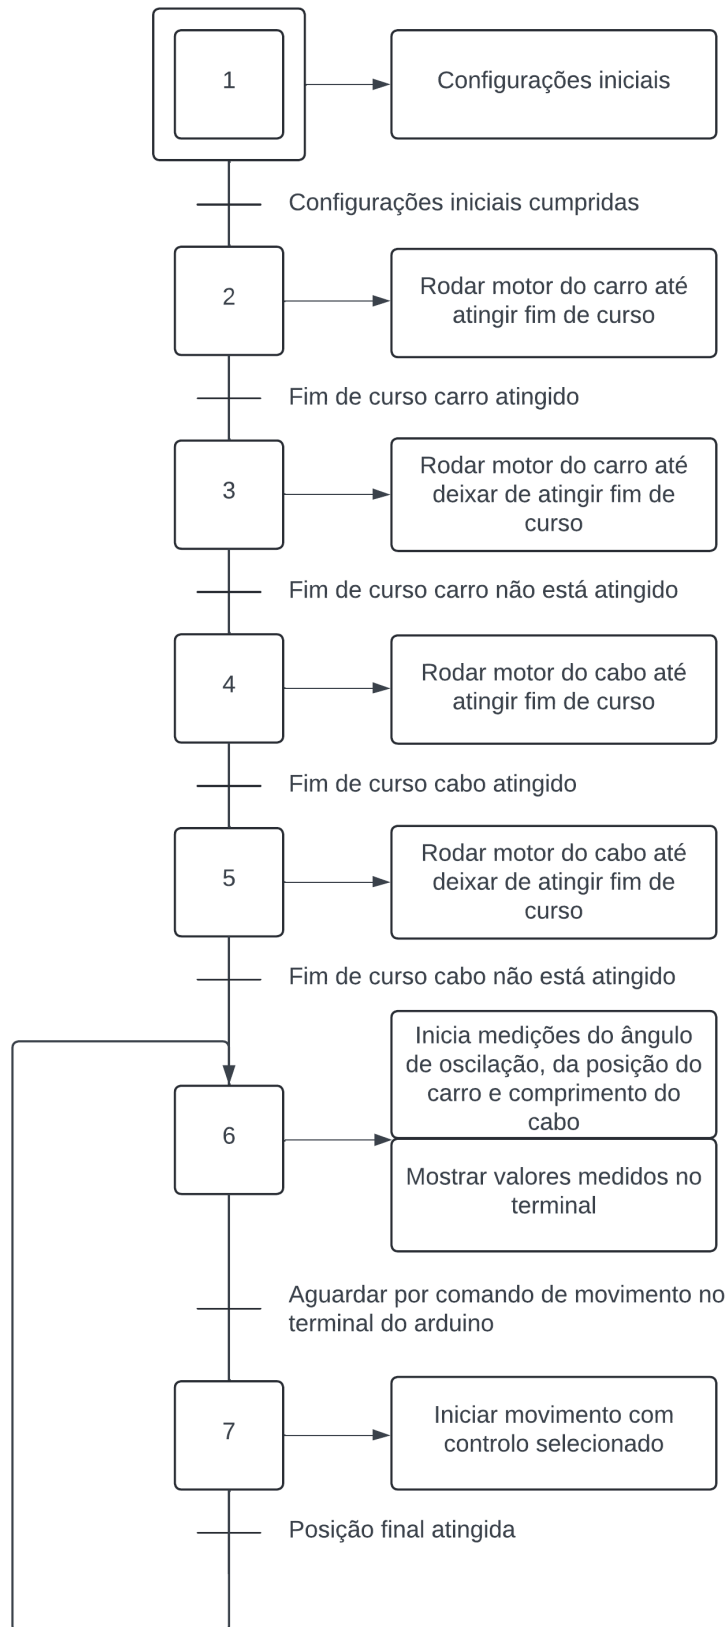 1
Configurações iniciais
Configurações iniciais cumpridas
2
Rodar motor do carro até
atingir fim de curso
Fim de curso carro atingido
3
Rodar motor do carro até
deixar de atingir fim de
curso
Fim de curso carro não está atingido
4
Rodar motor do cabo até
atingir fim de curso
Fim de curso cabo atingido
5
Rodar motor do cabo até
deixar de atingir fim de
curso
Fim de curso cabo não está atingido
6
Inicia medições do ângulo
de oscilação, da posição do
carro e comprimento do
cabo
Mostrar valores medidos no
terminal
Aguardar por comando de movimento no
terminal do arduino
7
Iniciar movimento com
controlo selecionado
Posição final atingida